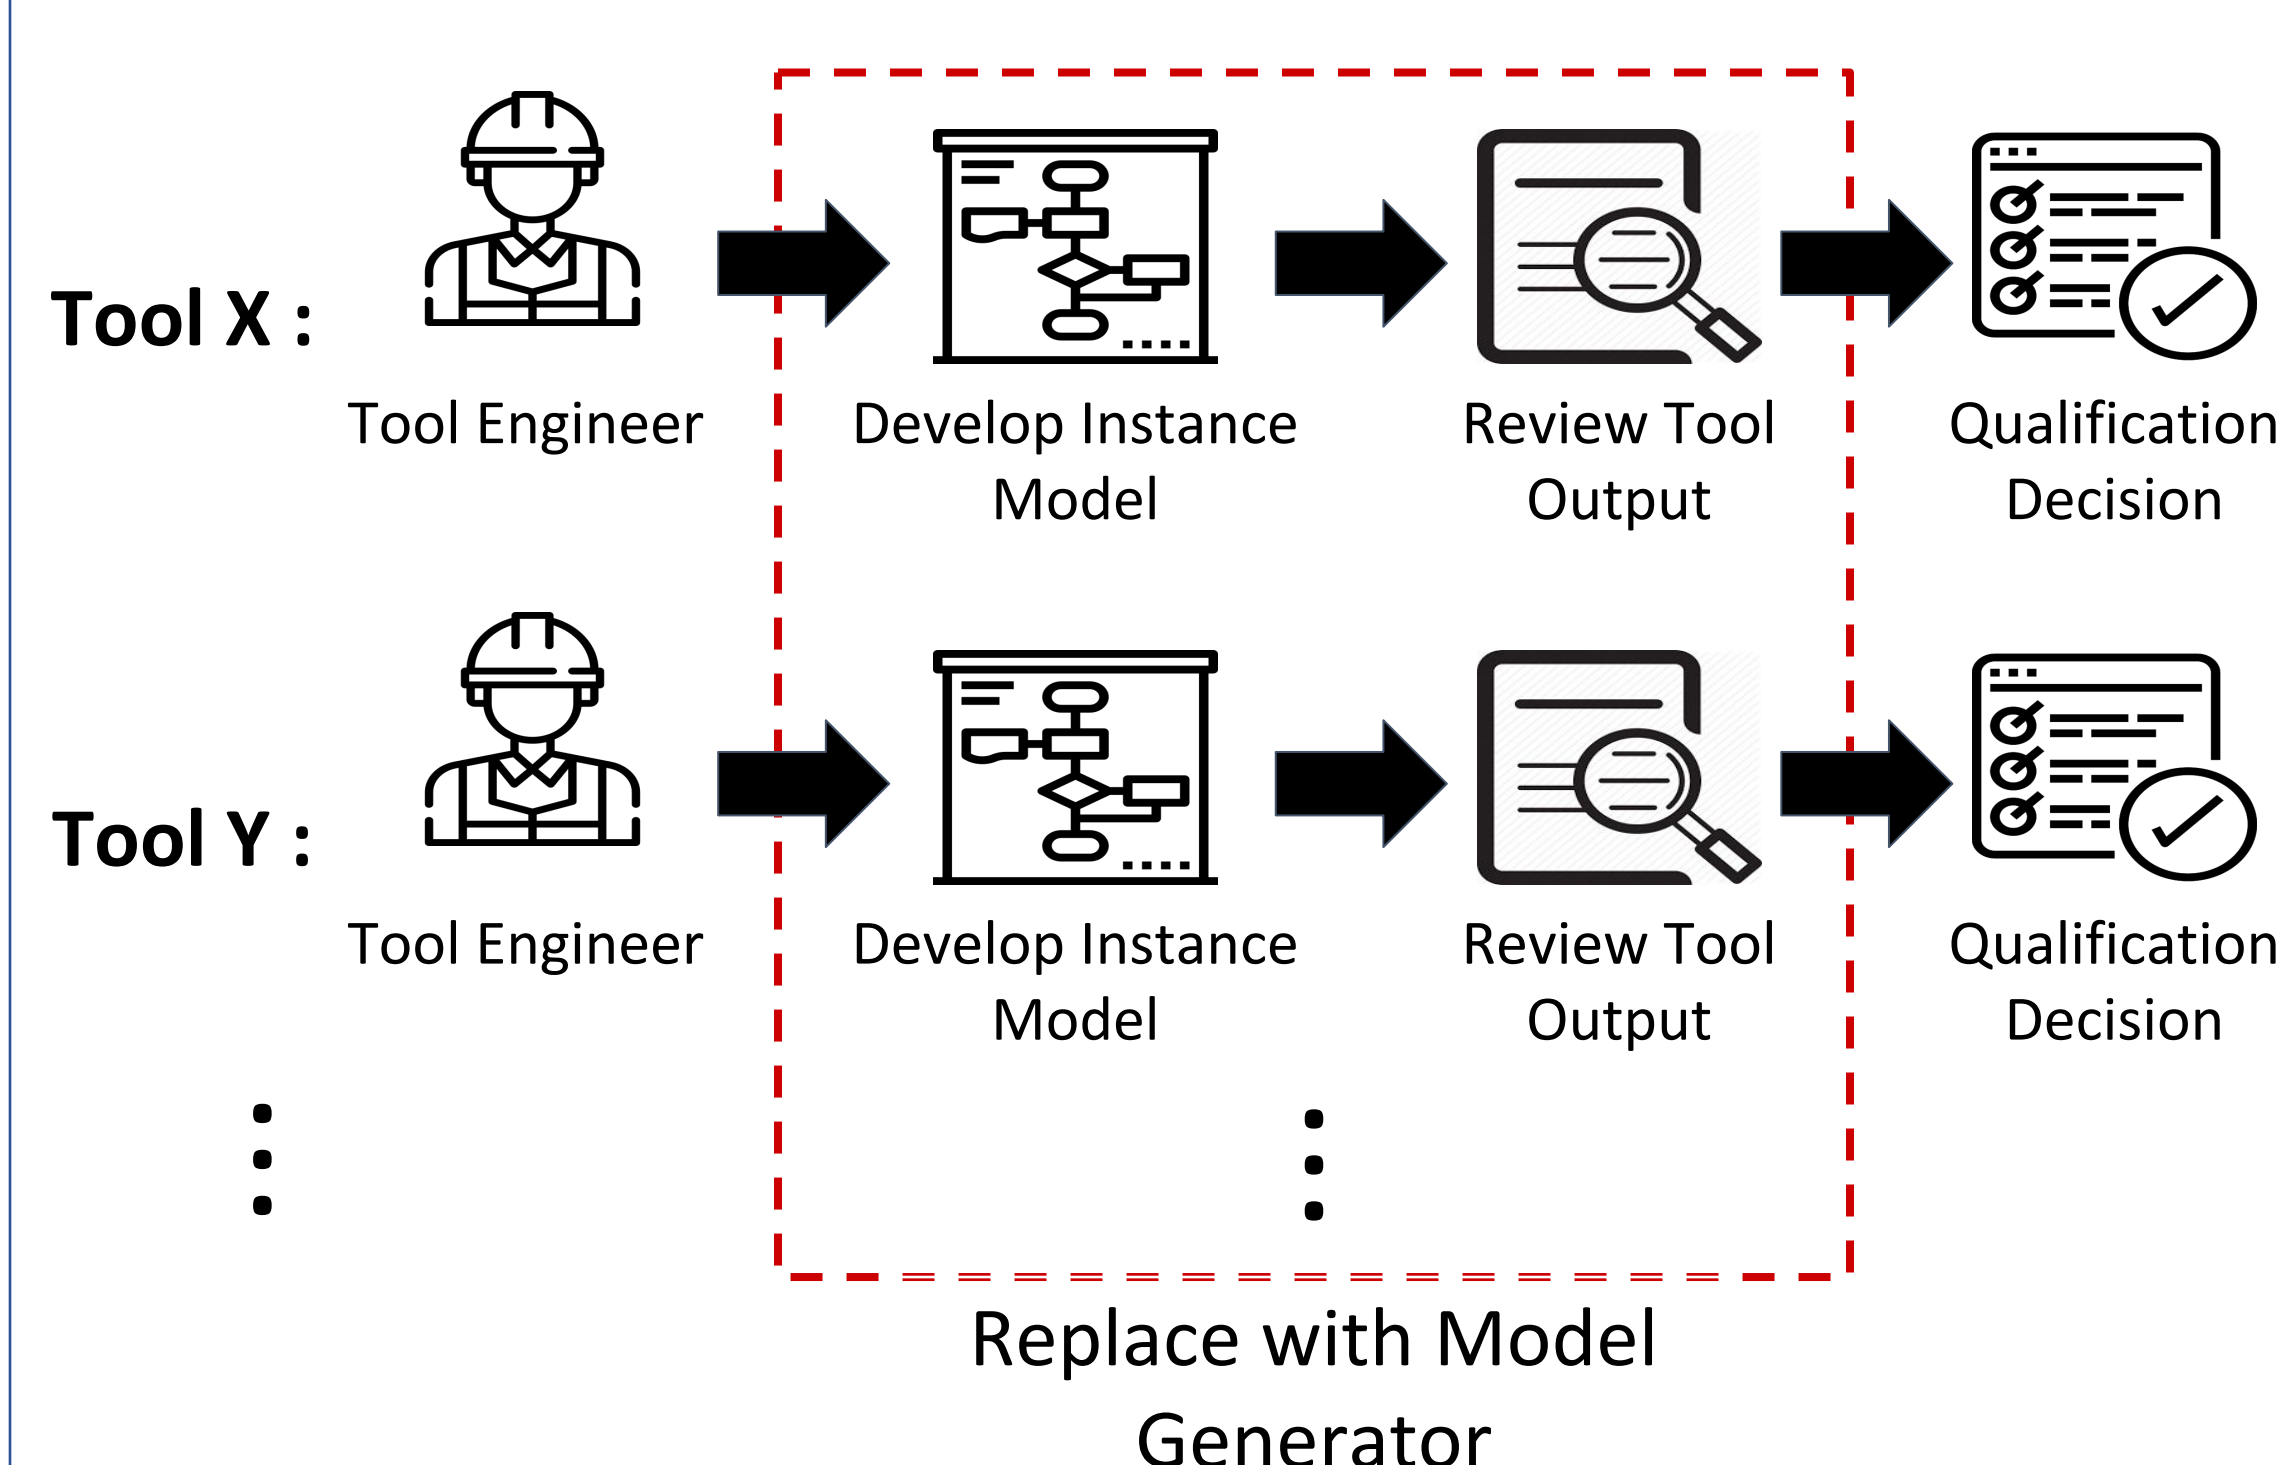 Tool X :
Tool Engineer
Develop Instance
Model
Review Tool
Output
Qualification
Decision
Tool Y :
Tool Engineer
Develop Instance
Model
Review Tool
Output
Qualification
Decision
Replace with Model
Generator